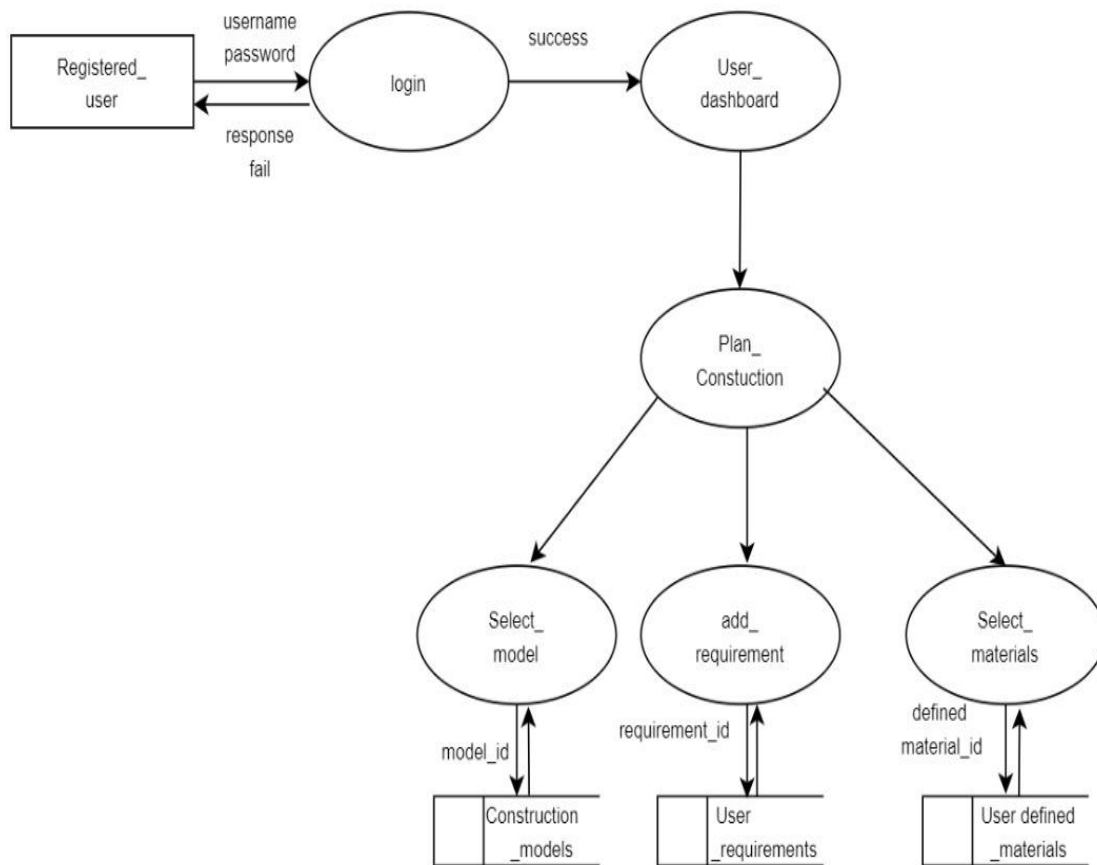 username
password
success
Registered_
user
login
User_
dashboard
response
fail
Plan_
Constuction
Select_
model
add_
requirement
Select_
materials
model_id
requirement_id
defined
material_id
Construction
_models
User
_requirements
User defined
_materials